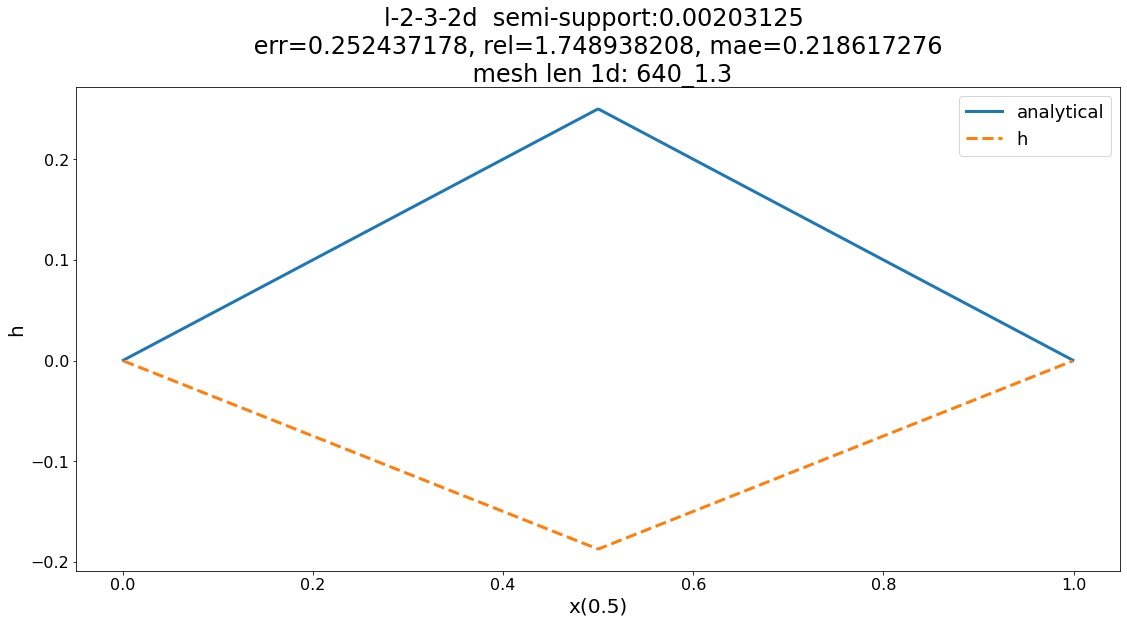 l-2-3-2d  semi-support:0.00203125
err=0.252437178, rel=1.748938208, mae=0.218617276
mesh len 1d: 640_1.3
analytical
h
0.2
0.1
0.0
−0.1
−0.2
h
0.0
0.2
0.4
0.6
0.8
1.0
x(0.5)